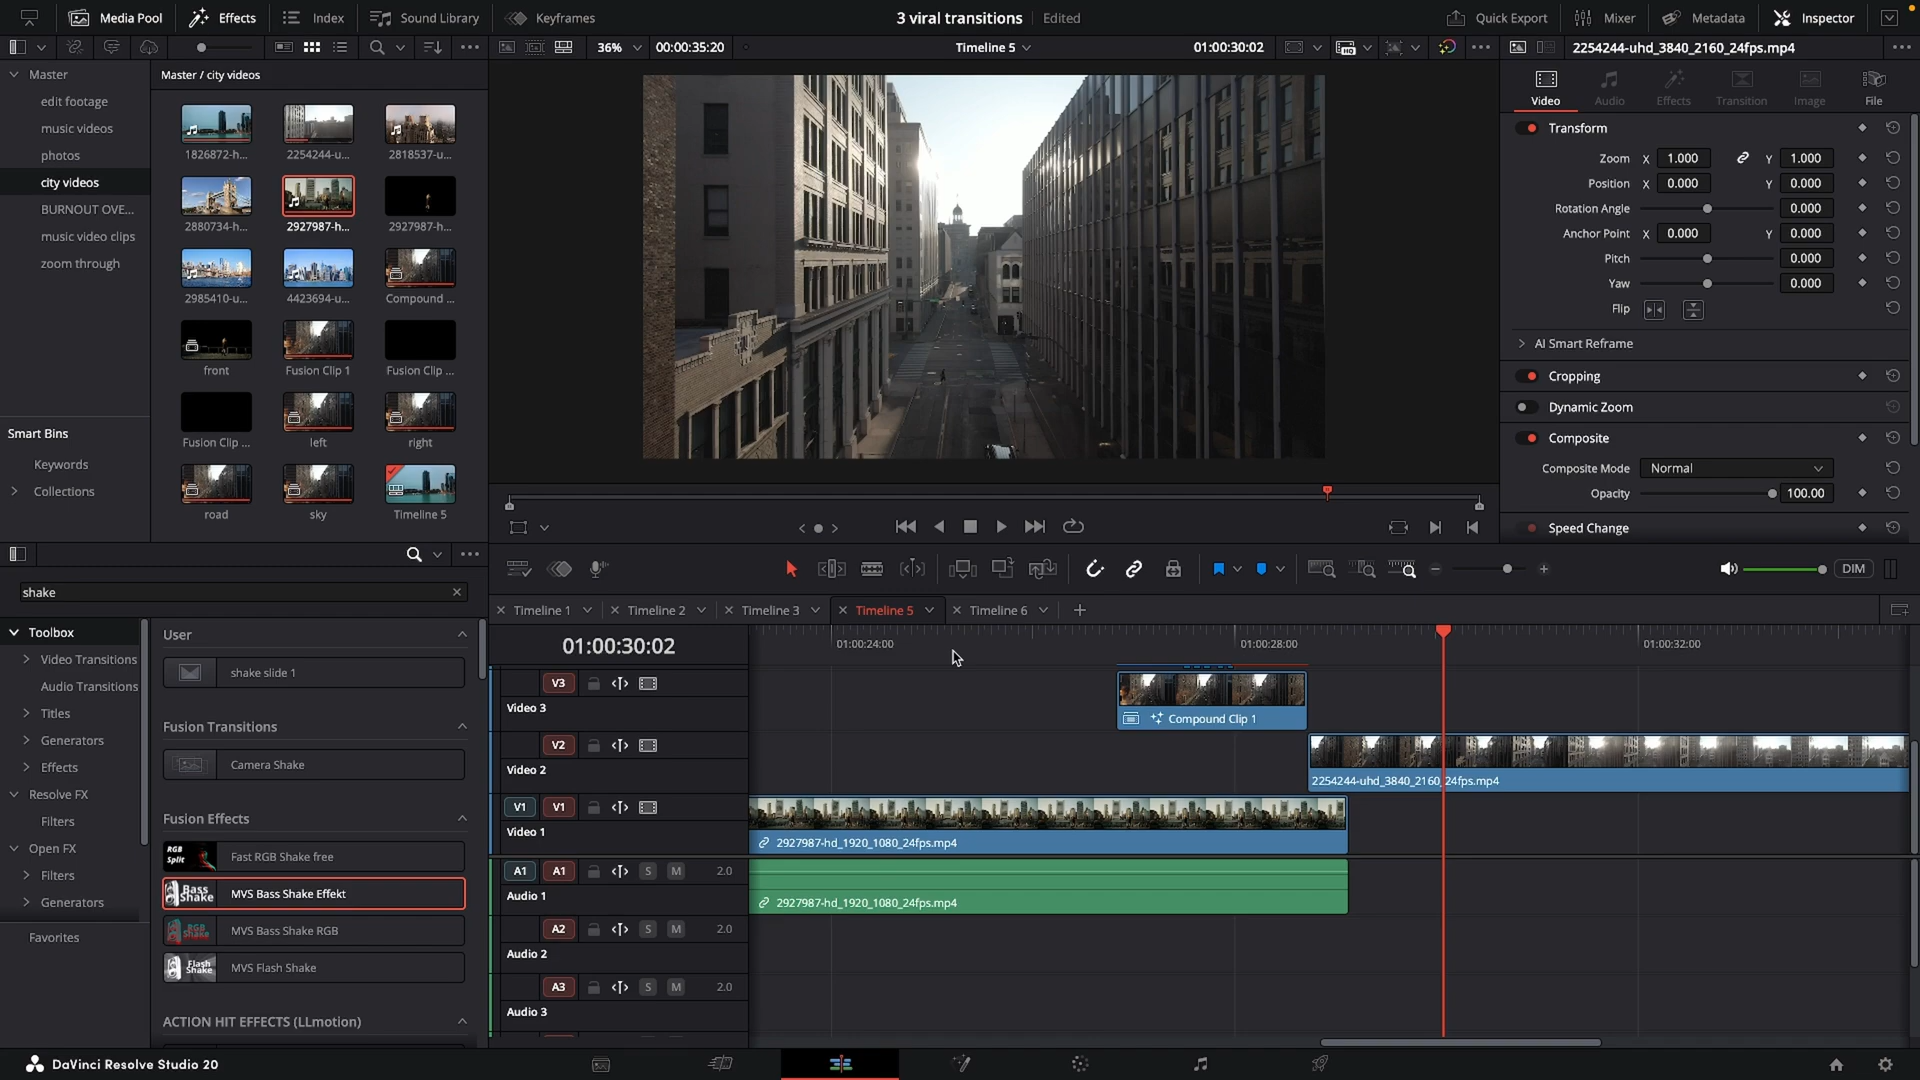 Media Pool
Effects
Index
Sound Library
Keyframes
3 viral transitions
Edited
Quick Export
Mixer
Metadata
Inspector
36%
00:00:35:20
Timeline 5
01:00:30:02
2254244-uhd_3840_2160_24fps.mp4
Master
edit footage
music videos
photos
city videos
BURNOUT OVE...
music video clips
zoom through
Smart Bins
Keywords
Collections
Master / city videos
1826872-h...
2254244-u...
2818537-u...
2880734-h...
2927987-h...
2927987-h...
2985410-u...
4423694-u...
Compound ...
front
Fusion Clip 1
Fusion Clip ...
Fusion Clip ...
left
right
road
sky
Timeline 5
Video
Audio
Effects
Transition
Image
File
Transform
Zoom X 1.000 Y 1.000
Position X 0.000 Y 0.000
Rotation Angle 0.000
Anchor Point X 0.000 Y 0.000
Pitch 0.000
Yaw 0.000
Flip
AI Smart Reframe
Cropping
Dynamic Zoom
Composite
Composite Mode Normal
Opacity 100.00
Speed Change
DIM
shake
Toolbox
Video Transitions
Audio Transitions
Titles
Generators
Effects
Resolve FX
Filters
Open FX
Filters
Generators
Favorites
User
shake slide 1
Fusion Transitions
Camera Shake
Fusion Effects
RGB Split
Fast RGB Shake free
Bass Shake
MVS Bass Shake Effekt
RGB Shake
MVS Bass Shake RGB
Flash Shake
MVS Flash Shake
ACTION HIT EFFECTS (LLmotion)
Timeline 1
Timeline 2
Timeline 3
Timeline 5
Timeline 6
01:00:30:02
01:00:24:00
01:00:28:00
01:00:32:00
V3
Video 3
Compound Clip 1
V2
Video 2
2254244-uhd_3840_2160_24fps.mp4
V1 V1
Video 1
2927987-hd_1920_1080_24fps.mp4
A1 A1 S M 2.0
Audio 1
2927987-hd_1920_1080_24fps.mp4
A2 S M 2.0
Audio 2
A3 S M 2.0
Audio 3
DaVinci Resolve Studio 20